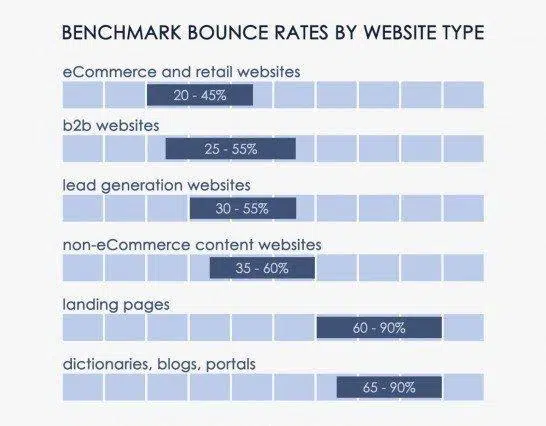 BENCHMARK BOUNCE RATES BY WEBSITE TYPE
eCommerce and retail websites
20 - 45%
b2b websites
25 - 55%
lead generation websites
30 - 55%
non-eCommerce content websites
35 - 60%
landing pages
60 - 90%
dictionaries, blogs, portals
65 - 90%